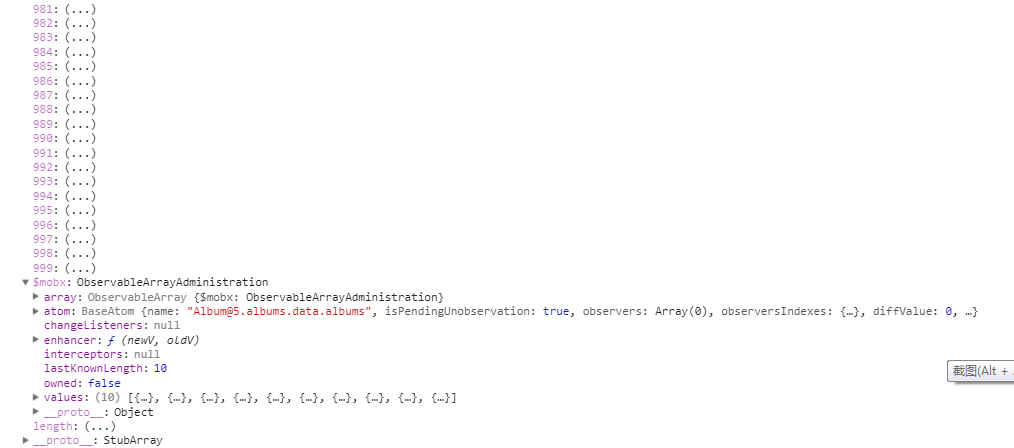 981: (...)
982: (...)
983: (...)
984: (...)
985: (...)
986: (...)
987: (...)
988: (...)
989: (...)
990: (...)
991: (...)
992: (...)
993: (...)
994: (...)
995: (...)
996: (...)
997: (...)
998: (...)
999: (...)
$mobx: ObservableArrayAdministration
array: ObservableArray {$mobx: ObservableArrayAdministration}
atom: BaseAtom {name: "Album@5.albums.data.albums", isPendingUnobservation: true, observers: Array(0), observersIndexes: {…}, diffValue: 0, …}
changeListeners: null
enhancer: ƒ (newV, oldV)
interceptors: null
lastKnownLength: 10
owned: false
values: (10) [{…}, {…}, {…}, {…}, {…}, {…}, {…}, {…}, {…}, {…}]
__proto__: Object
length: (...)
__proto__: StubArray
截图(Alt +